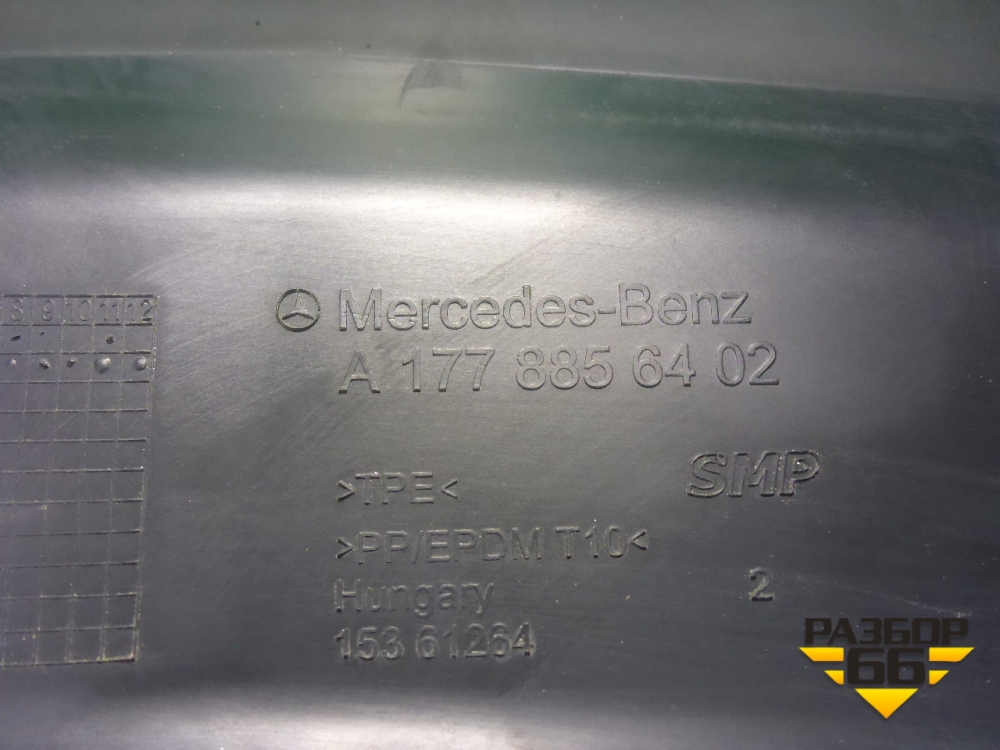 8 9 10 11 12
Mercedes-Benz
A 177 885 64 02
SMP
>TPE<
>PP/EPDM T10<
Hungary
2
153 61264
РАЗБОР
66